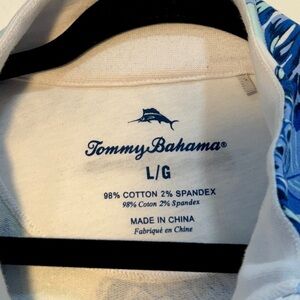 Tommy Bahama®
L/G
98% COTTON 2% SPANDEX
98% Coton 2% Spandex
MADE IN CHINA
Fabriqué en Chine